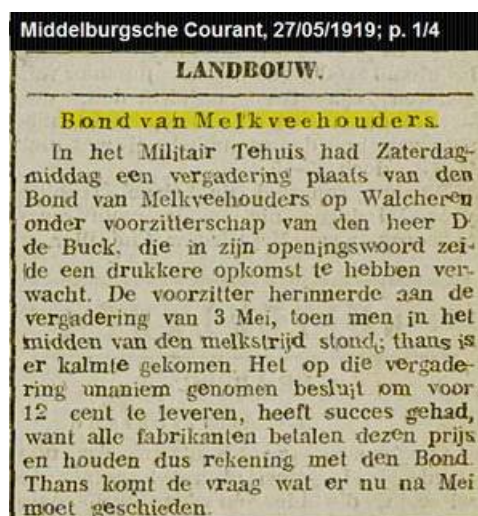 Middelburgsche Courant, 27/05/1919; p. 1/4
LANDBOUW.
Bond van Melkveehouders.
In het Militair Tehuis had Zaterdag-
middag een vergadering plaats van den
Bond van Melkveehouders op Walcheren
onder voorzitterschap van den heer D
de Buck, die in zijn openingswoord zei-
de een drukkere opkomst te hebben ver-
wacht. De voorzitter herinnerde aan de
vergadering van 3 Mei, toen men in het
midden van den melkstrijd stond; thans is
er kalmte gekomen. Het op die vergade-
ring unaniem genomen besluit om voor
12 cent te leveren, heeft succes gehad,
want alle fabrikanten betalen dezen prijs
en houden dus rekening met den Bond.
Thans komt de vraag wat er nu na Mei
moet geschieden.